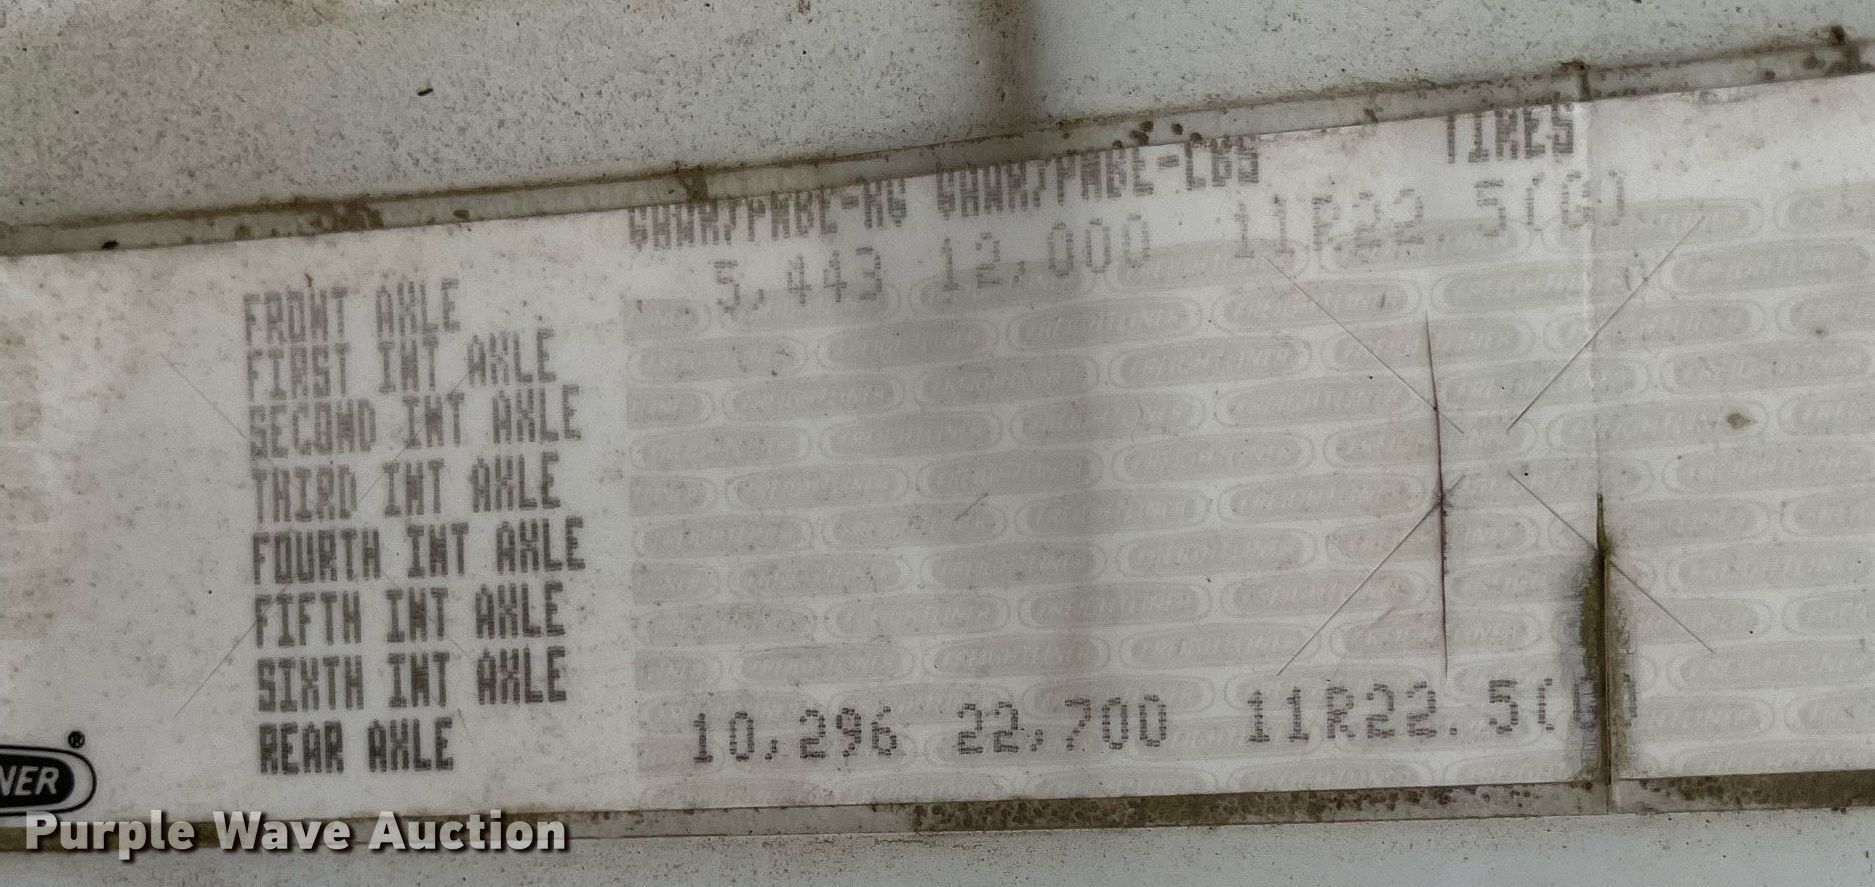 GAWR/PNBE-KG GAWR/PNBE-LBS TIRES
FRONT AXLE 5,443 12,000 11R22.5(G)
FIRST INT AXLE
SECOND INT AXLE
THIRD INT AXLE
FOURTH INT AXLE
FIFTH INT AXLE
SIXTH INT AXLE
REAR AXLE 10,296 22,700 11R22.5(G)
NER®
Purple Wave Auction